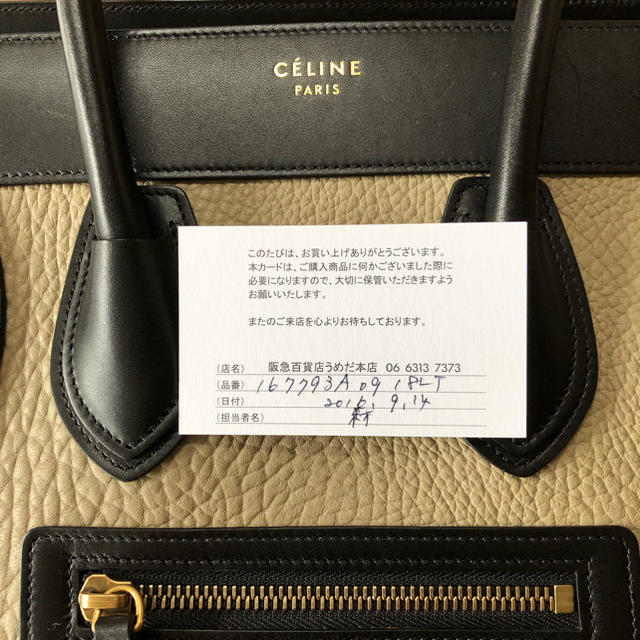 CÉLINE
PARIS
このたびは、お買い上げありがとうございます。
本カードは、ご購入商品に何かございました際に
必要になりますので、大切に保管いただきますよう
お願いいたします。
またのご来店を心よりお待ちしております。
(店名) 阪急百貨店うめだ本店 06 6313 7373
(品番) 167793A09 18LT
(日付) 2016. 9. 14
(担当者名)